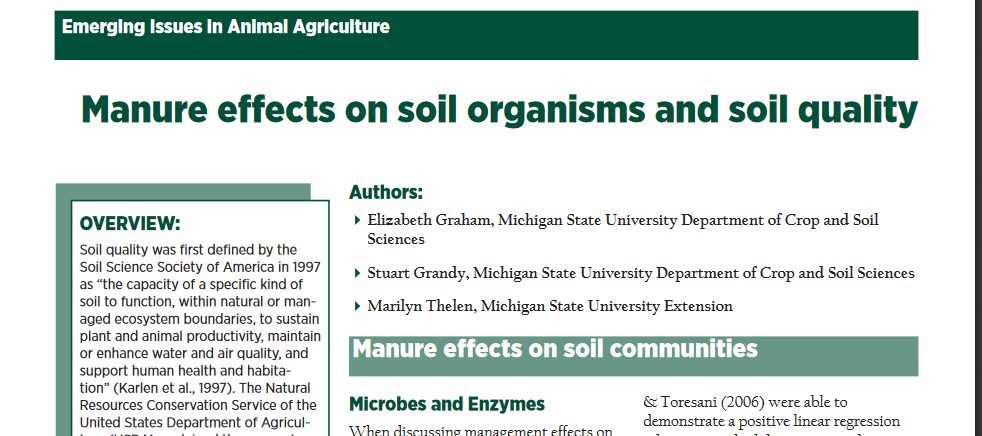 Emerging Issues in Animal Agriculture
Manure effects on soil organisms and soil quality
OVERVIEW:
Soil quality was first defined by the
Soil Science Society of America in 1997
as “the capacity of a specific kind of
soil to function, within natural or man-
aged ecosystem boundaries, to sustain
plant and animal productivity, maintain
or enhance water and air quality, and
support human health and habita-
tion” (Karlen et al., 1997). The Natural
Resources Conservation Service of the
United States Department of Agricul-
Authors:
Elizabeth Graham, Michigan State University Department of Crop and Soil
Sciences
Stuart Grandy, Michigan State University Department of Crop and Soil Sciences
Marilyn Thelen, Michigan State University Extension
Manure effects on soil communities
Microbes and Enzymes
When discussing management effects on
& Toresani (2006) were able to
demonstrate a positive linear regression